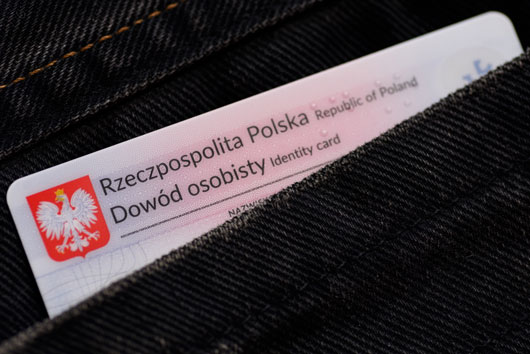 Rzeczpospolita Polska Republic of Poland
Dowód osobisty Identity card